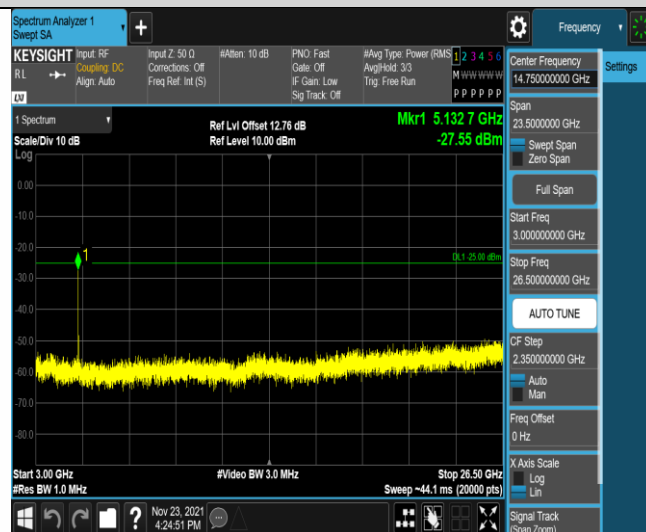 Spectrum Analyzer 1
Swept SA
Frequency
KEYSIGHT
RL
LXI
Input: RF
Coupling: DC
Align: Auto
Input Z: 50 Ω
Corrections: Off
Freq Ref: Int (S)
#Atten: 10 dB
PNO: Fast
Gate: Off
IF Gain: Low
Sig Track: Off
#Avg Type: Power (RMS
Avg|Hold: 3/3
Trig: Free Run
1 2 3 4 5 6
M W W W W W
P P P P P P
1 Spectrum
Scale/Div 10 dB
Ref Lvl Offset 12.76 dB
Ref Level 10.00 dBm
Mkr1 5.132 7 GHz
-27.55 dBm
Log
0.00
-10.0
-20.0
-30.0
-40.0
-50.0
-60.0
-70.0
-80.0
1
DL1 -25.00 dBm
Start 3.00 GHz
#Res BW 1.0 MHz
#Video BW 3.0 MHz
Stop 26.50 GHz
Sweep ~44.1 ms (20000 pts)
Nov 23, 2021
4:24:51 PM
Center Frequency
14.750000000 GHz
Settings
Span
23.5000000 GHz
Swept Span
Zero Span
Full Span
Start Freq
3.000000000 GHz
Stop Freq
26.500000000 GHz
AUTO TUNE
CF Step
2.350000000 GHz
Auto
Man
Freq Offset
0 Hz
X Axis Scale
Log
Lin
Signal Track
(Span Zoom)